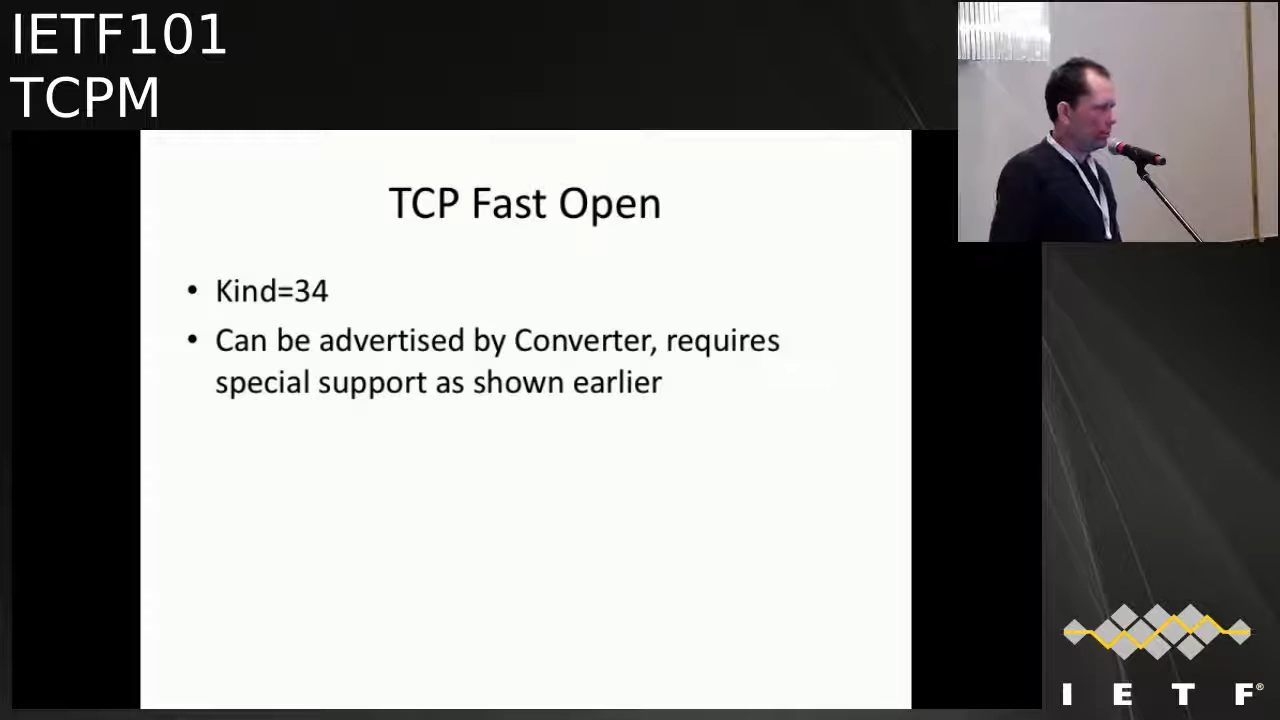 IETF101
TCPM
TCP Fast Open
• Kind=34
• Can be advertised by Converter, requires
special support as shown earlier
I E T F®